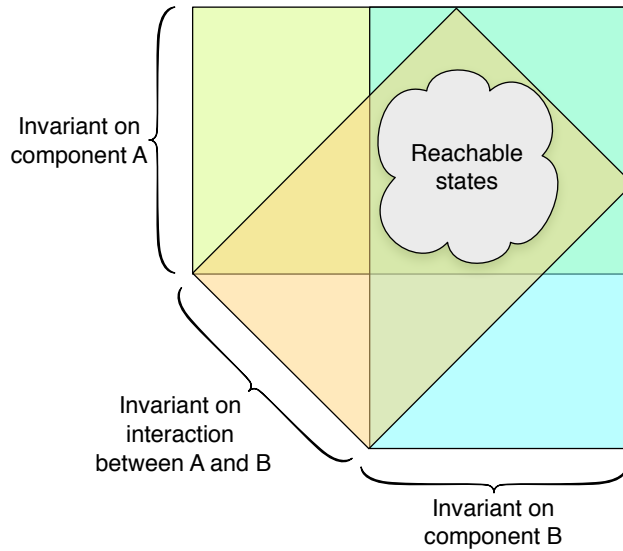 Invariant on
component A
Reachable
states
Invariant on
interaction
between A and B
Invariant on
component B